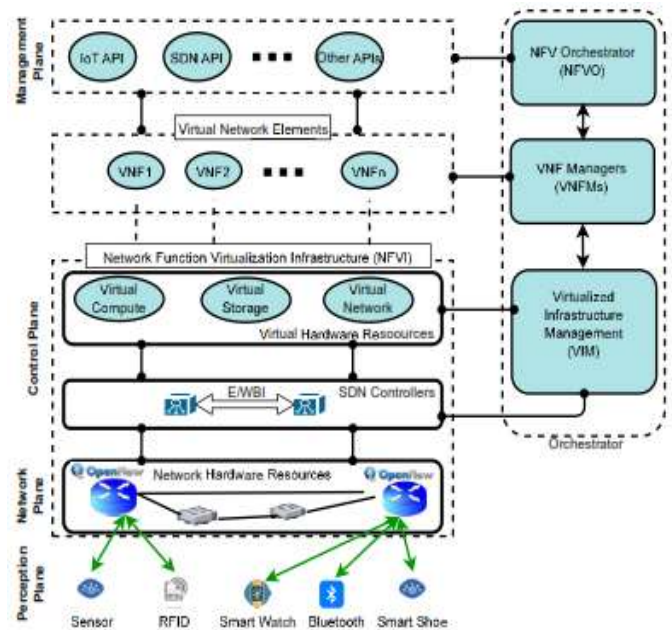 Management
Plane
IoT API
SDN API
Other APIs
NFV Orchestrator
(NFVO)
Virtual Network Elements
VNF1
VNF2
VNFn
VNF Managers
(VNFMs)
Network Function Virtualization Infrastructure (NFVI)
Control Plane
Virtual
Compute
Virtual
Storage
Virtual
Network
Virtual Hardware Resources
Virtualized
Infrastructure
Management
(VIM)
E/WBI
SDN Controllers
Orchestrator
Network
Plane
OpenFlow
Network Hardware Resources
OpenFlow
Perception
Plane
Sensor
RFID
Smart Watch
Bluetooth
Smart Shoe